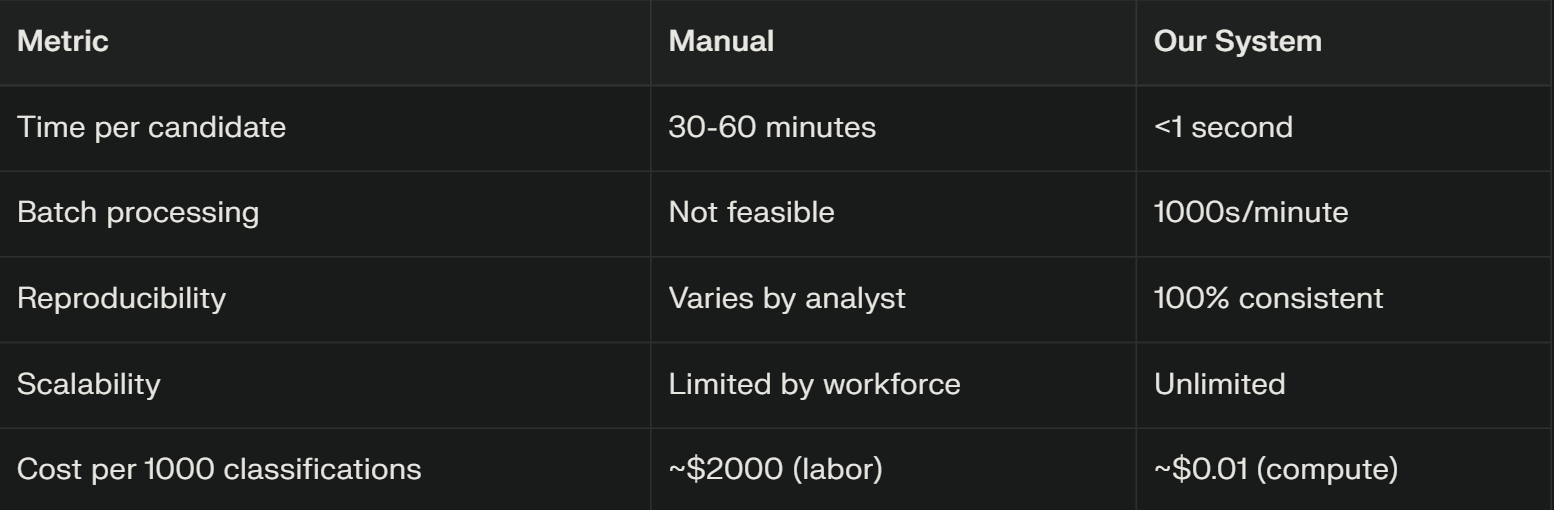 Metric Manual Our System
Time per candidate 30-60 minutes <1 second
Batch processing Not feasible 1000s/minute
Reproducibility Varies by analyst 100% consistent
Scalability Limited by workforce Unlimited
Cost per 1000 classifications ~$2000 (labor) ~$0.01 (compute)